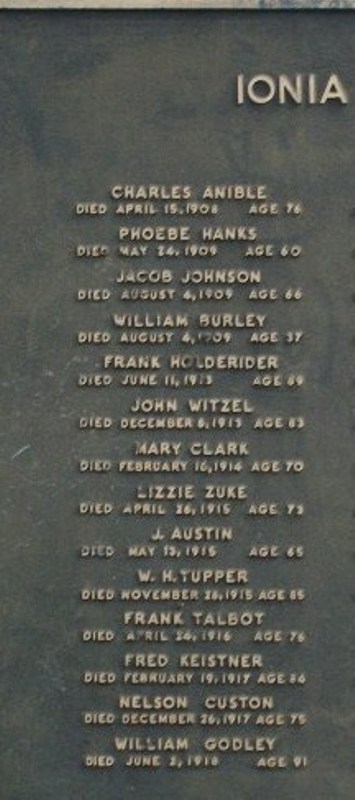 IONIA
CHARLES ANIBLE
DIED APRIL 15, 1908 AGE 76
PHOEBE HANKS
DIED MAY 24, 1909 AGE 60
JACOB JOHNSON
DIED AUGUST 4, 1909 AGE 66
WILLIAM BURLEY
DIED AUGUST 4, 1909 AGE 37
FRANK HOLDERIDER
DIED JUNE 11, 1913 AGE 89
JOHN WITZEL
DIED DECEMBER 8, 1913 AGE 83
MARY CLARK
DIED FEBRUARY 16, 1914 AGE 70
LIZZIE ZUKE
DIED APRIL 26, 1915 AGE 73
J. AUSTIN
DIED MAY 13, 1915 AGE 65
W. H. TUPPER
DIED NOVEMBER 28, 1915 AGE 85
FRANK TALBOT
DIED APRIL 24, 1916 AGE 76
FRED KEISTNER
DIED FEBRUARY 19, 1917 AGE 84
NELSON CUSTON
DIED DECEMBER 26, 1917 AGE 75
WILLIAM GODLEY
DIED JUNE 2, 1918 AGE 91